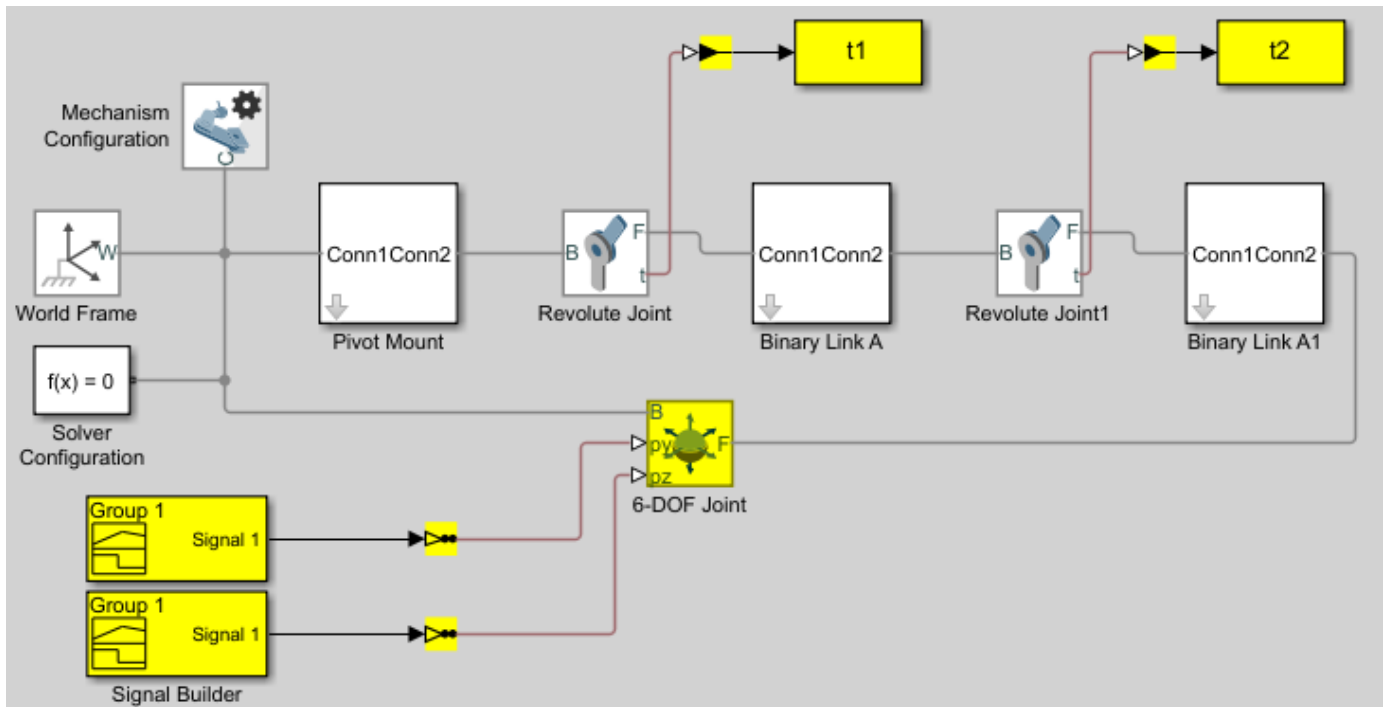 t1
t2
Mechanism
Configuration
C
W
World Frame
Conn1Conn2
Pivot Mount
B
F
t
Revolute Joint
Conn1Conn2
Binary Link A
B
F
t
Revolute Joint1
Conn1Conn2
Binary Link A1
f(x) = 0
Solver
Configuration
B
py
pz
F
6-DOF Joint
Group 1
Signal 1
Group 1
Signal 1
Signal Builder